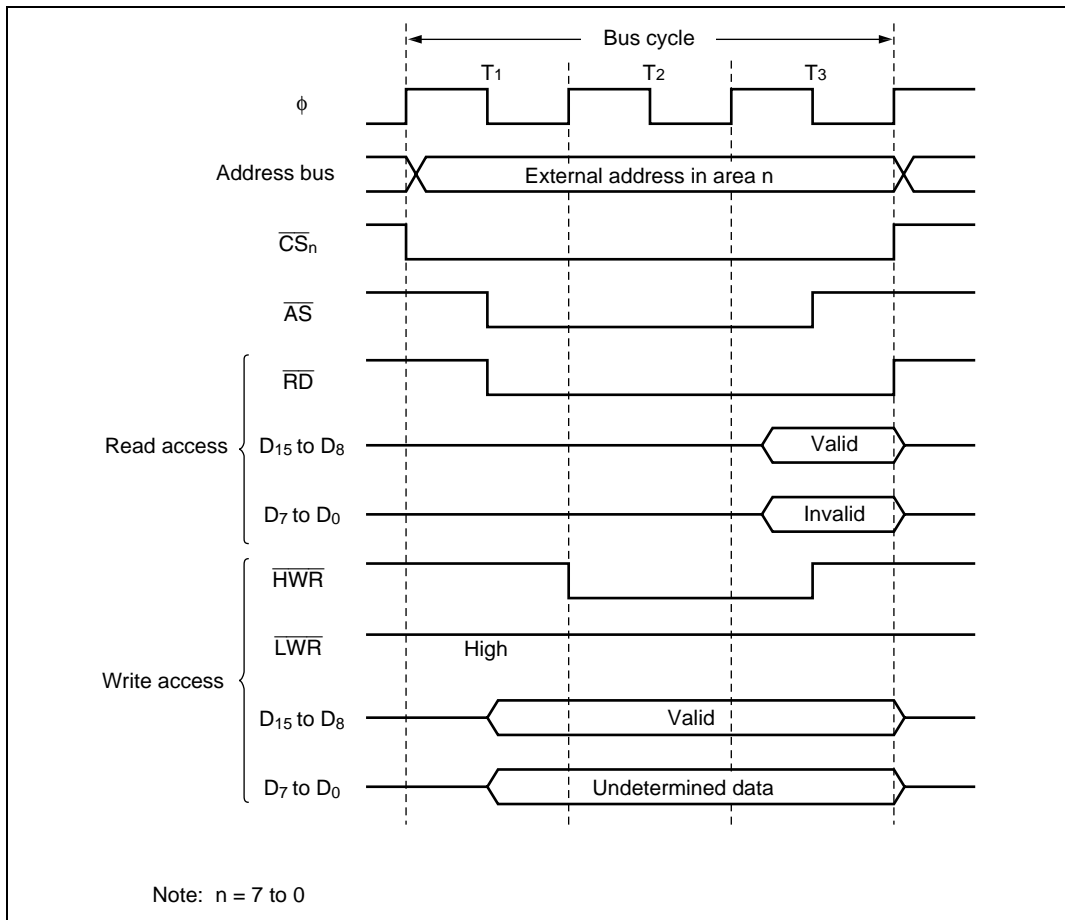 Bus cycle
T1 T2 T3
ϕ
Address bus External address in area n
CSn
AS
Read access
RD
D15 to D8 Valid
D7 to D0 Invalid
Write access
HWR
LWR High
D15 to D8 Valid
D7 to D0 Undetermined data
Note: n = 7 to 0